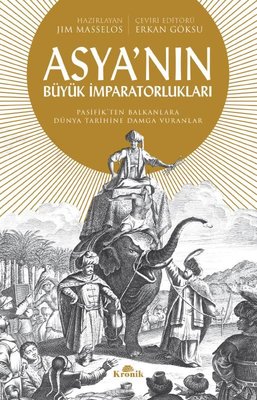 HAZIRLAYAN
JIM MASSELOS
ÇEVİRİ EDİTÖRÜ
ERKAN GÖKSU
ASYA'NIN
BÜYÜK İMPARATORLUKLARI
PASİFİK'TEN BALKANLARA
DÜNYA TARİHİNE DAMGA VURANLAR
Kronik